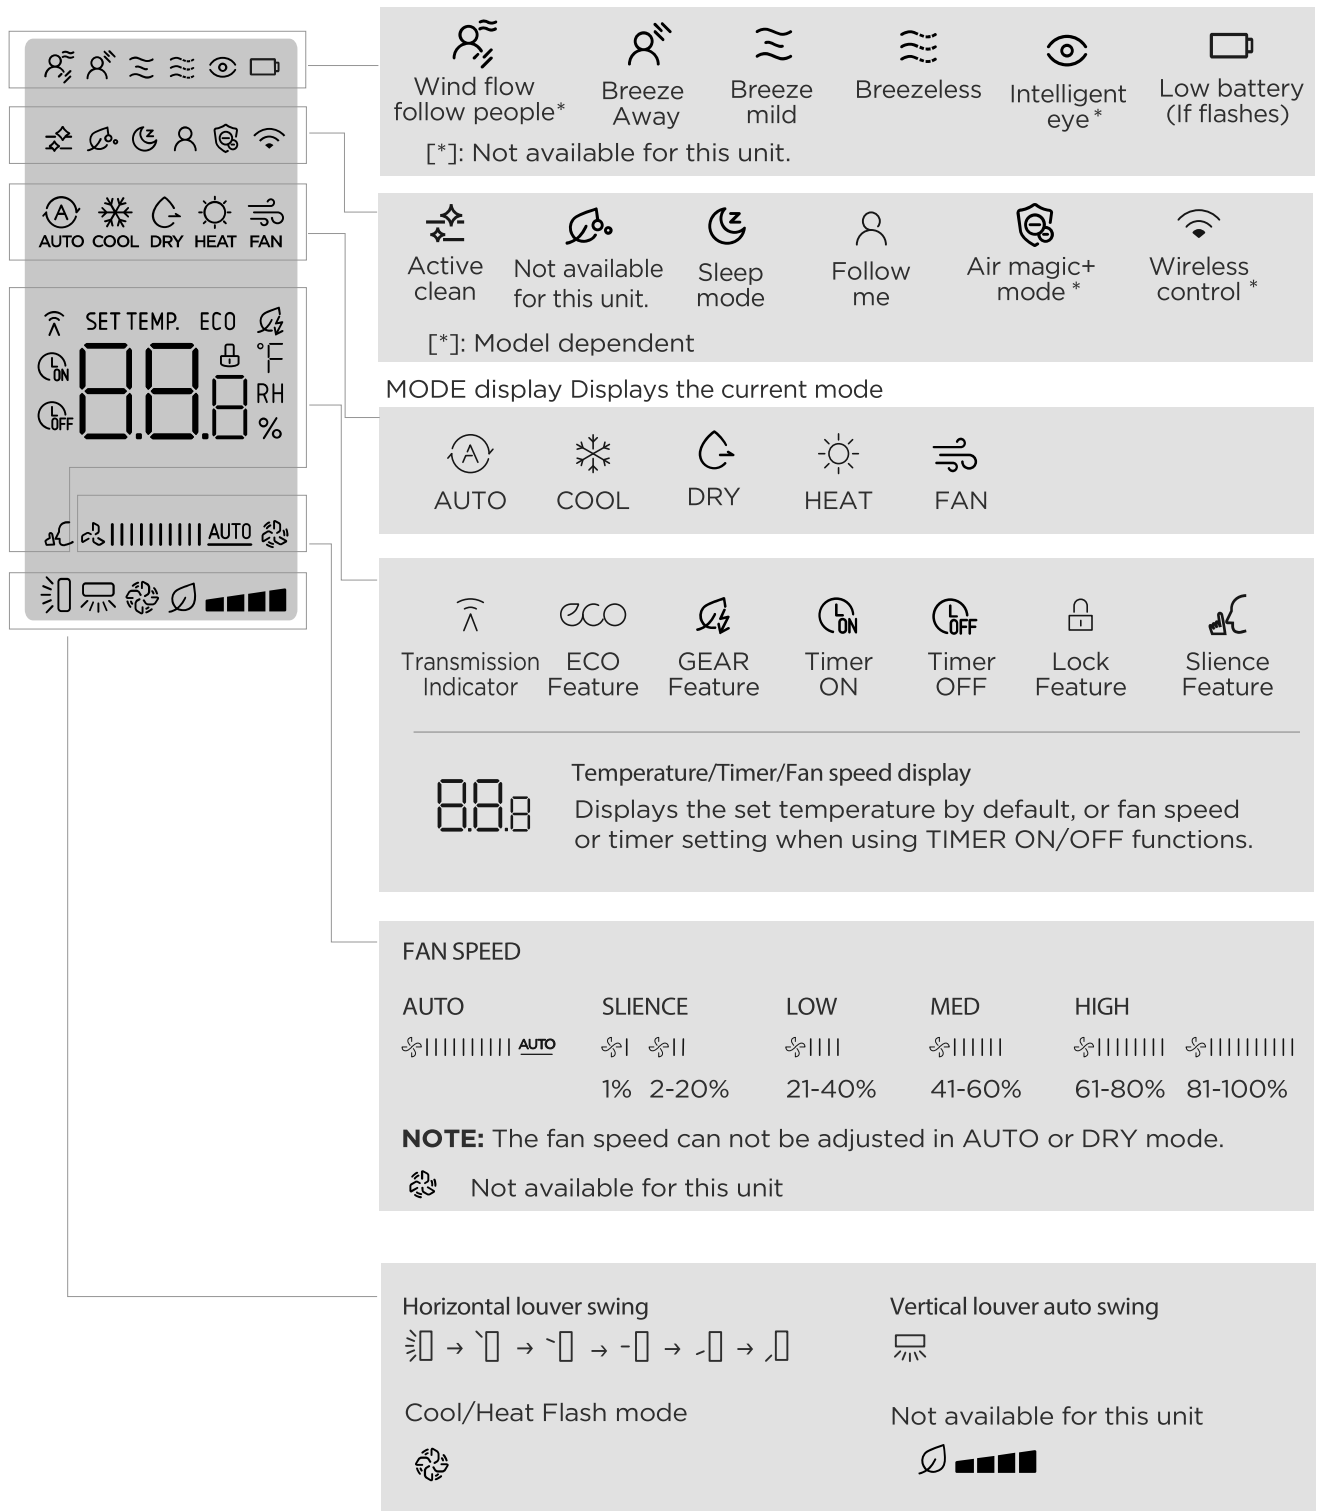 AUTO COOL DRY HEAT FAN
SET TEMP. ECO
ON
°F
RH
OFF
%
AUTO
Wind flow
follow people*
Breeze
Away
Breeze
mild
Breezeless
Intelligent
eye*
Low battery
(If flashes)
[*]: Not available for this unit.
Active
clean
Not available
for this unit.
Sleep
mode
Follow
me
Air magic+
mode *
Wireless
control *
[*]: Model dependent
MODE display Displays the current mode
AUTO
COOL
DRY
HEAT
FAN
eco
ON
OFF
Transmission
Indicator
ECO
Feature
GEAR
Feature
Timer
ON
Timer
OFF
Lock
Feature
Slience
Feature
Temperature/Timer/Fan speed display
Displays the set temperature by default, or fan speed
or timer setting when using TIMER ON/OFF functions.
FAN SPEED
AUTO SLIENCE LOW MED HIGH
AUTO
1% 2-20% 21-40% 41-60% 61-80% 81-100%
NOTE: The fan speed can not be adjusted in AUTO or DRY mode.
Not available for this unit
Horizontal louver swing
Vertical louver auto swing
Cool/Heat Flash mode
Not available for this unit